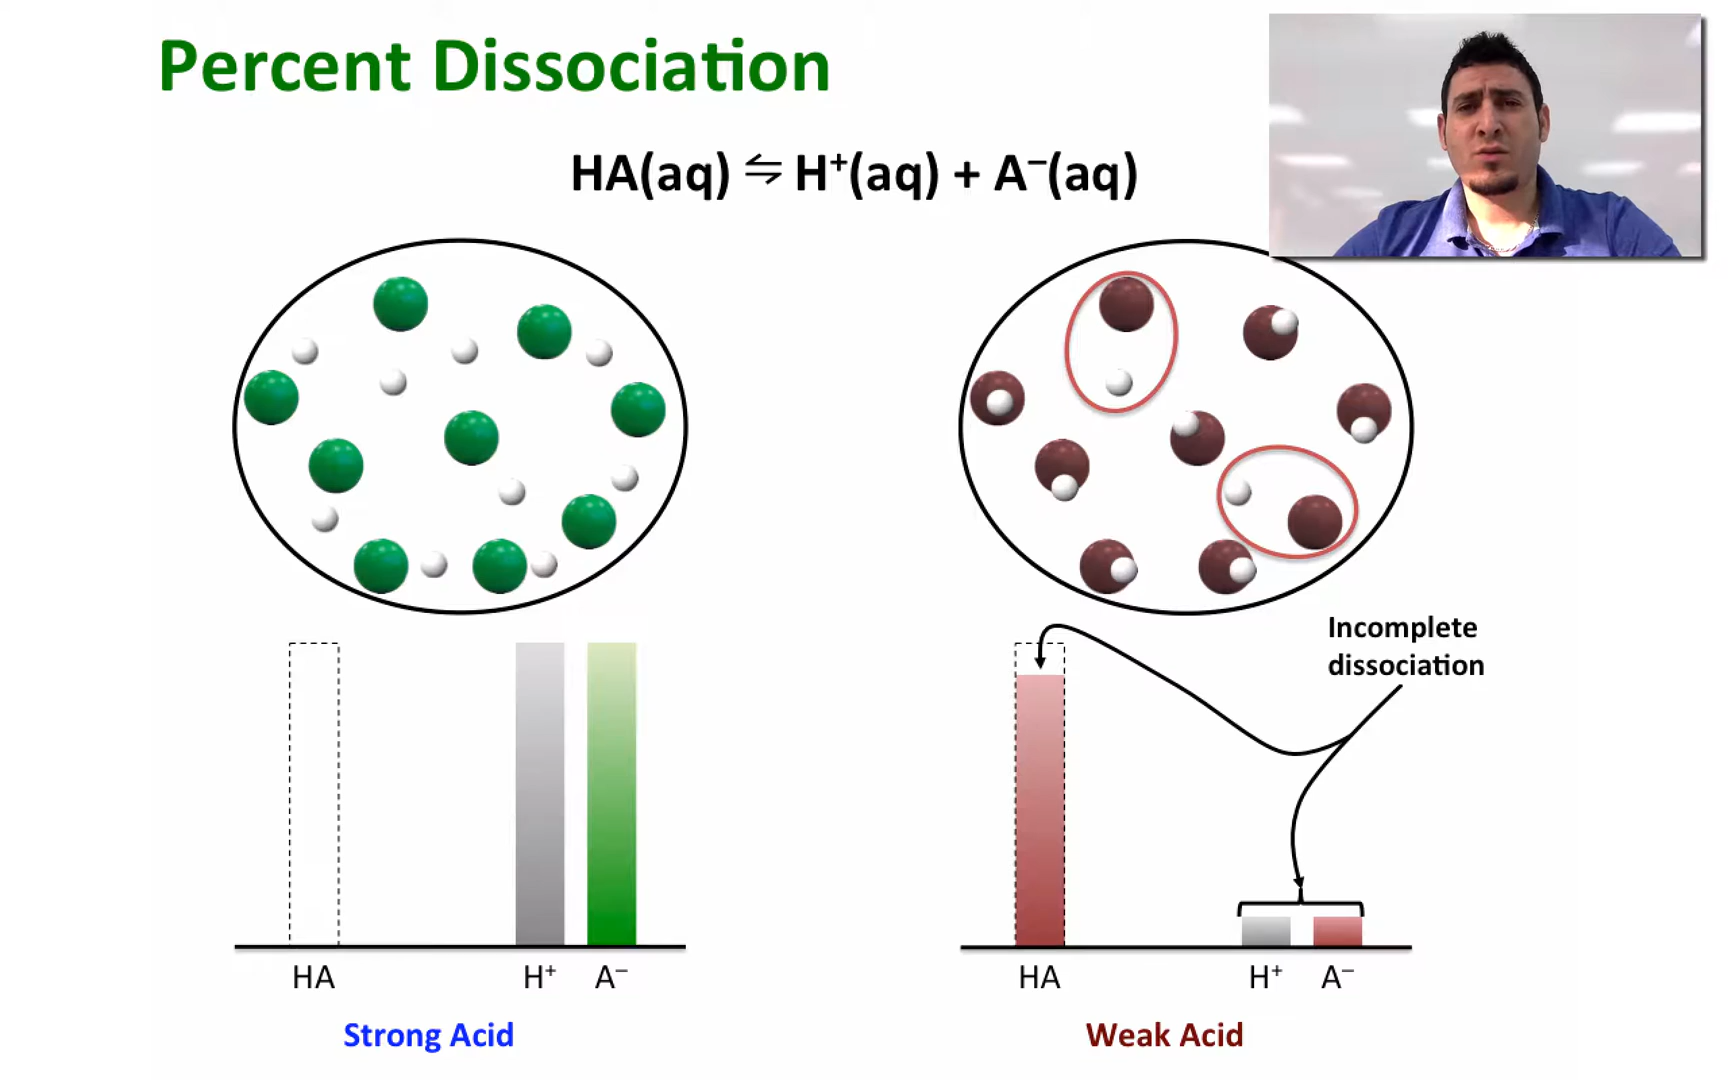 Percent Dissociation
HA(aq) ⇋ H⁺(aq) + A⁻(aq)
Incomplete
dissociation
HA H⁺ A⁻
HA H⁺ A⁻
Strong Acid
Weak Acid